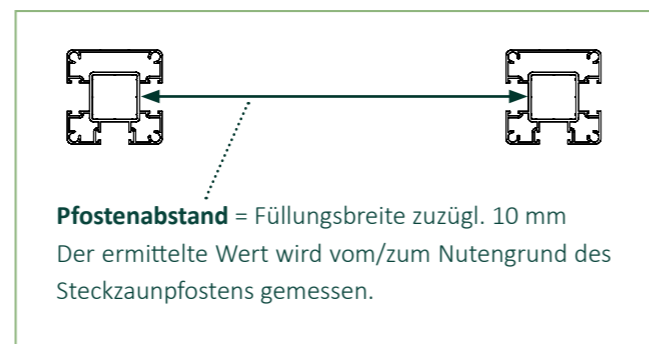 Pfostenabstand = Füllungsbreite zuzügl. 10 mm
Der ermittelte Wert wird vom/zum Nutengrund des
Steckzaunpfostens gemessen.